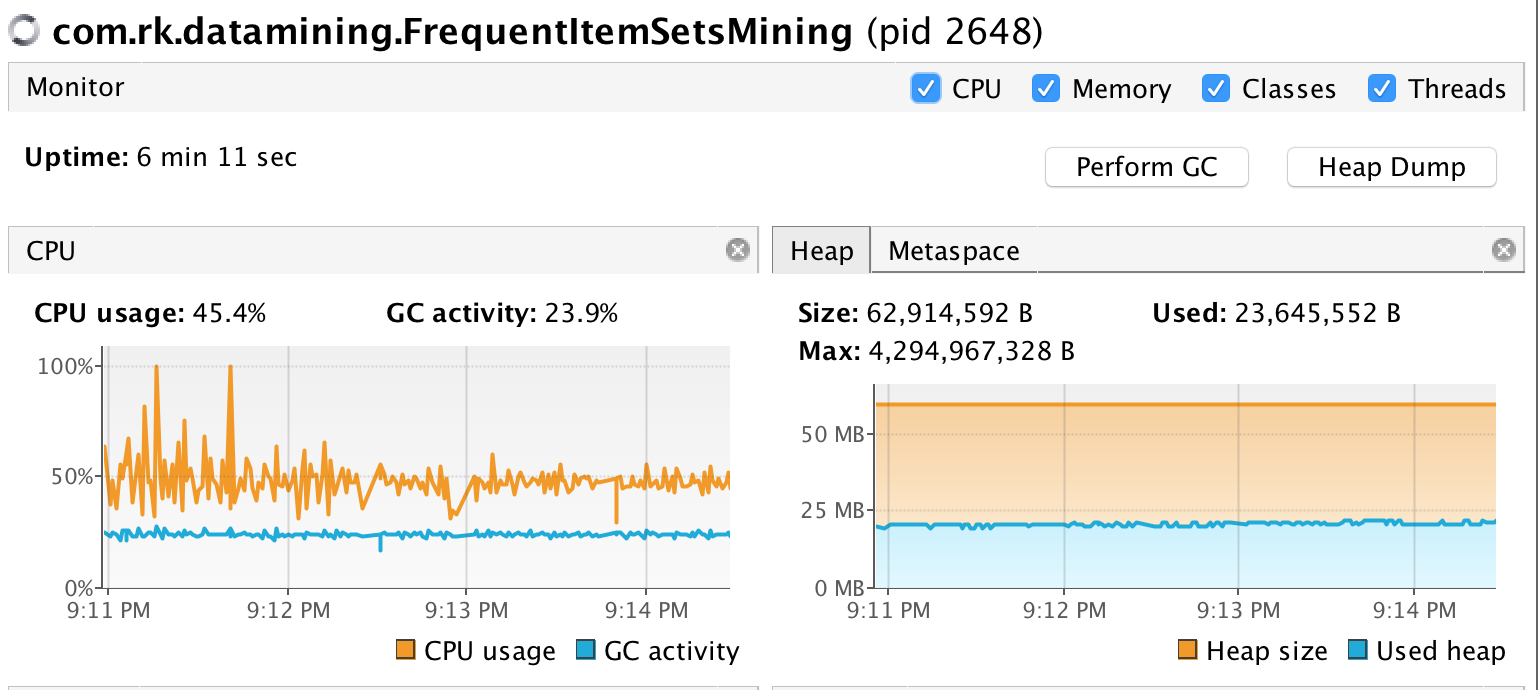 com.rk.datamining.FrequentItemSetsMining (pid 2648)
Monitor CPU Memory Classes Threads
Uptime: 6 min 11 sec
Perform GC Heap Dump
CPU
CPU usage: 45.4% GC activity: 23.9%
100%
50%
0%
9:11 PM 9:12 PM 9:13 PM 9:14 PM
CPU usage GC activity
Heap Metaspace
Size: 62,914,592 B Used: 23,645,552 B
Max: 4,294,967,328 B
50 MB
25 MB
0 MB
9:11 PM 9:12 PM 9:13 PM 9:14 PM
Heap size Used heap